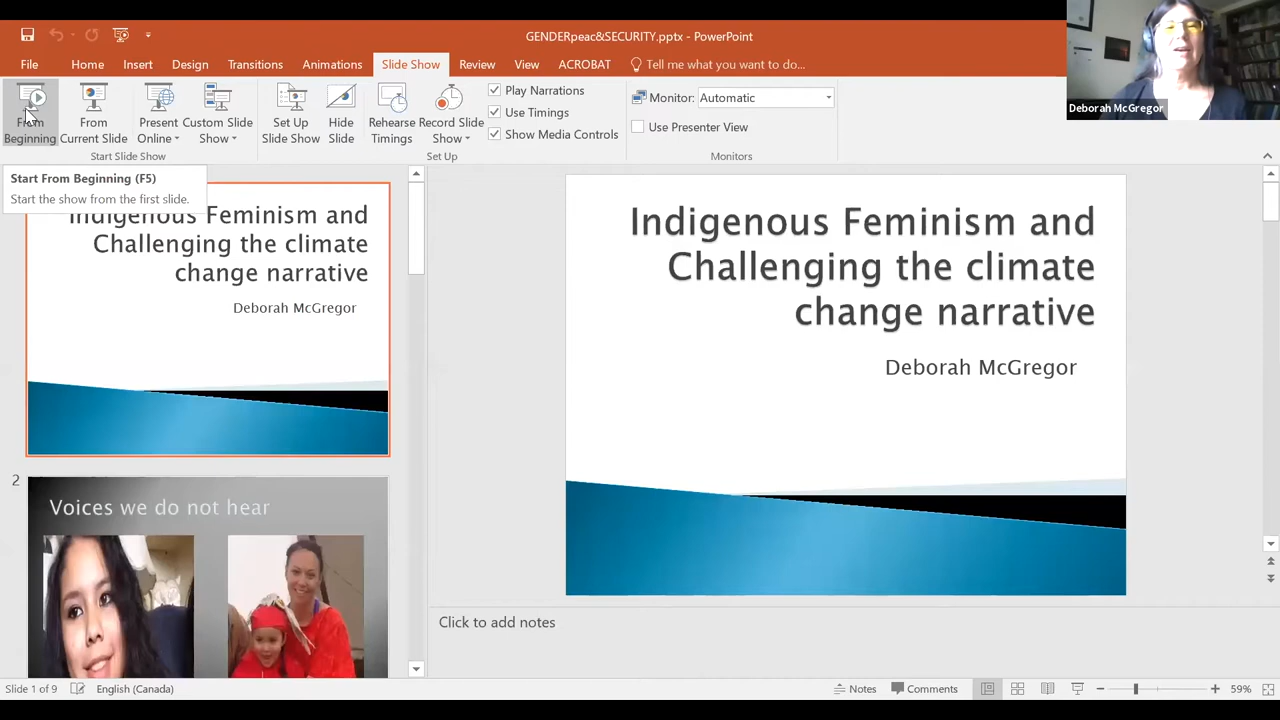 GENDERpeac&SECURITY.pptx - PowerPoint
File Home Insert Design Transitions Animations Slide Show Review View ACROBAT Tell me what you want to do...
Deborah McGregor
From Beginning
From Current Slide
Present Online
Custom Slide Show
Start Slide Show
Set Up Slide Show
Hide Slide
Rehearse Timings
Record Slide Show
Play Narrations
Use Timings
Show Media Controls
Set Up
Monitor: Automatic
Use Presenter View
Monitors
Start From Beginning (F5)
Start the show from the first slide.
Indigenous Feminism and
Challenging the climate
change narrative
Deborah McGregor
2
Voices we do not hear
Indigenous Feminism and
Challenging the climate
change narrative
Deborah McGregor
Click to add notes
Slide 1 of 9 English (Canada) Notes Comments 59%